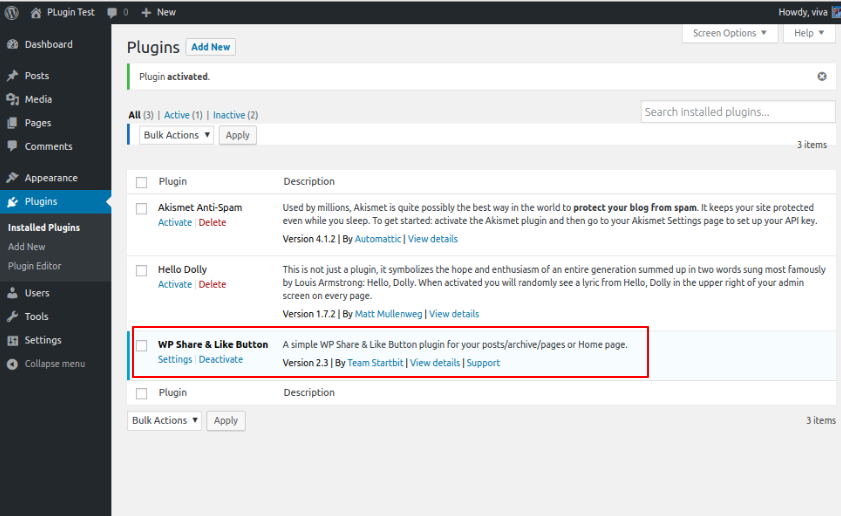 PLugin Test 0 + New Howdy, viva
Screen Options ▼ Help ▼
Dashboard
Posts
Media
Pages
Comments
Appearance
Plugins
Installed Plugins
Add New
Plugin Editor
Users
Tools
Settings
Collapse menu
Plugins Add New
Plugin activated.
All (3) | Active (1) | Inactive (2)
Search installed plugins...
Bulk Actions ▼ Apply
3 items
Plugin Description
Akismet Anti-Spam
Activate | Delete
Used by millions, Akismet is quite possibly the best way in the world to protect your blog from spam. It keeps your site protected
even while you sleep. To get started: activate the Akismet plugin and then go to your Akismet Settings page to set up your API key.
Version 4.1.2 | By Automattic | View details
Hello Dolly
Activate | Delete
This is not just a plugin, it symbolizes the hope and enthusiasm of an entire generation summed up in two words sung most famously
by Louis Armstrong: Hello, Dolly. When activated you will randomly see a lyric from Hello, Dolly in the upper right of your admin
screen on every page.
Version 1.7.2 | By Matt Mullenweg | View details
WP Share & Like Button
Settings | Deactivate
A simple WP Share & Like Button plugin for your posts/archive/pages or Home page.
Version 2.3 | By Team Startbit | View details | Support
Plugin Description
Bulk Actions ▼ Apply
3 items